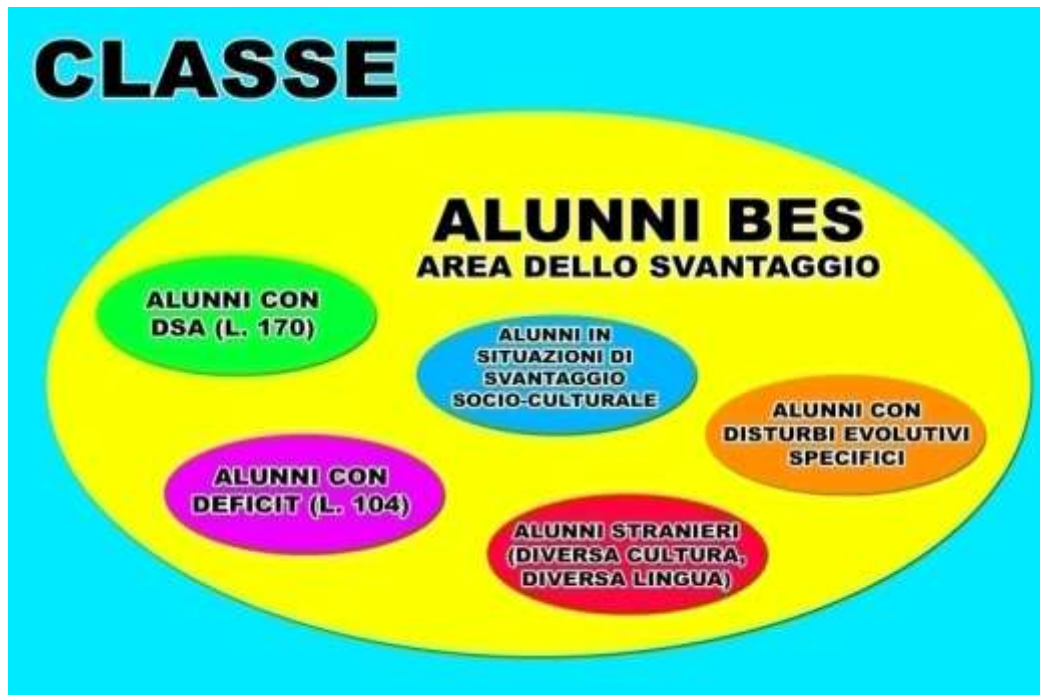 CLASSE
ALUNNI BES
AREA DELLO SVANTAGGIO
ALUNNI CON
DSA (L. 170)
ALUNNI IN
SITUAZIONI DI
SVANTAGGIO
SOCIO-CULTURALE
ALUNNI CON
DISTURBI EVOLUTIVI
SPECIFICI
ALUNNI CON
DEFICIT (L. 104)
ALUNNI STRANIERI
(DIVERSA CULTURA,
DIVERSA LINGUA)